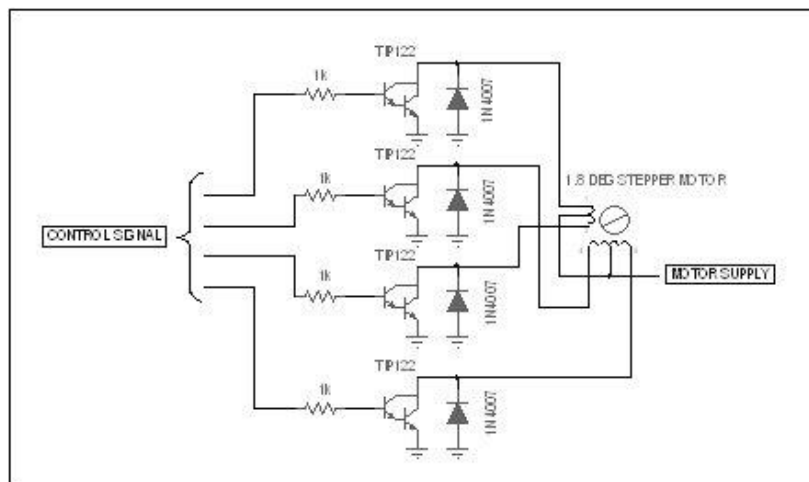 TIP122
1k
1N4007
TIP122
1k
1N4007
1.8 DEG STEPPER MOTOR
CONTROL SIGNAL
TIP122
1k
1N4007
MOTOR SUPPLY
TIP122
1k
1N4007